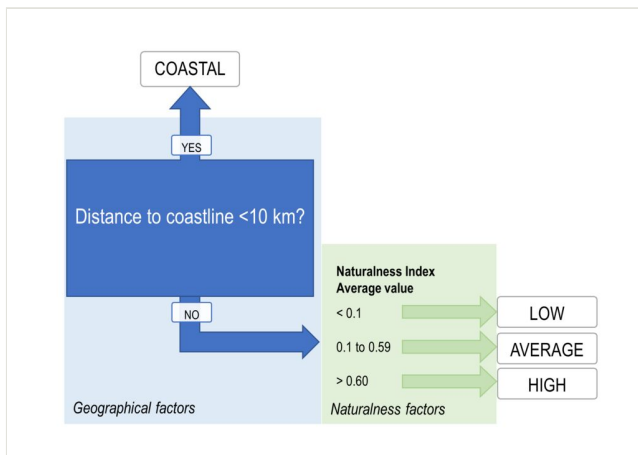 COASTAL
YES
Distance to coastline <10 km?
NO
Geographical factors
Naturalness Index
Average value
< 0.1
LOW
0.1 to 0.59
AVERAGE
> 0.60
HIGH
Naturalness factors